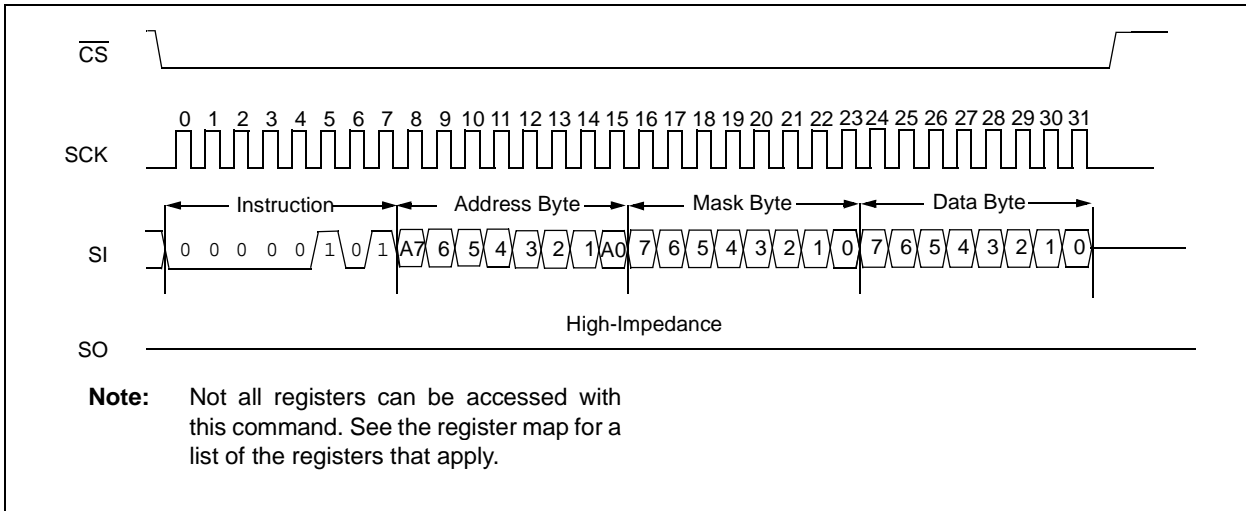 CS
0 1 2 3 4 5 6 7 8 9 10 11 12 13 14 15 16 17 18 19 20 21 22 23 24 25 26 27 28 29 30 31
SCK
Instruction Address Byte Mask Byte Data Byte
SI 0 0 0 0 0 1 0 1 A7 6 5 4 3 2 1 A0 7 6 5 4 3 2 1 0 7 6 5 4 3 2 1 0
High-Impedance
SO
Note: Not all registers can be accessed with
this command. See the register map for a
list of the registers that apply.